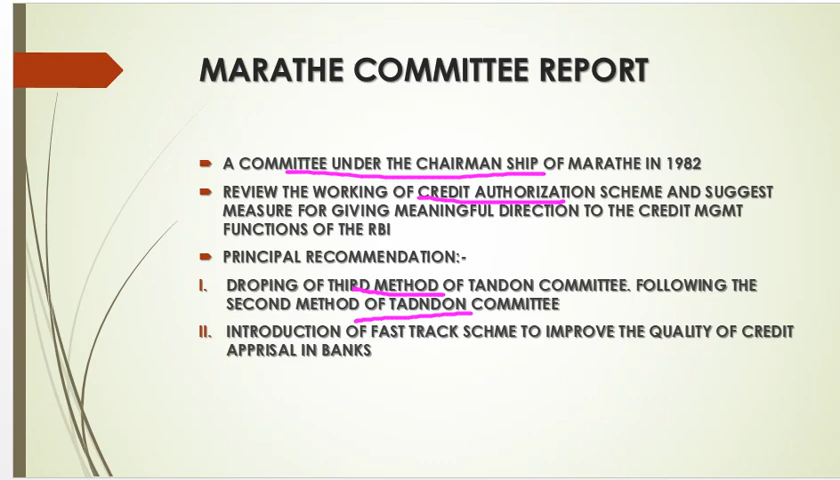 MARATHE COMMITTEE REPORT
A COMMITTEE UNDER THE CHAIRMAN SHIP OF MARATHE IN 1982
REVIEW THE WORKING OF CREDIT AUTHORIZATION SCHEME AND SUGGEST
MEASURE FOR GIVING MEANINGFUL DIRECTION TO THE CREDIT MGMT
FUNCTIONS OF THE RBI
PRINCIPAL RECOMMENDATION:-
I. DROPING OF THIRD METHOD OF TANDON COMMITTEE. FOLLOWING THE
SECOND METHOD OF TADNDON COMMITTEE
II. INTRODUCTION OF FAST TRACK SCHME TO IMPROVE THE QUALITY OF CREDIT
APPRISAL IN BANKS